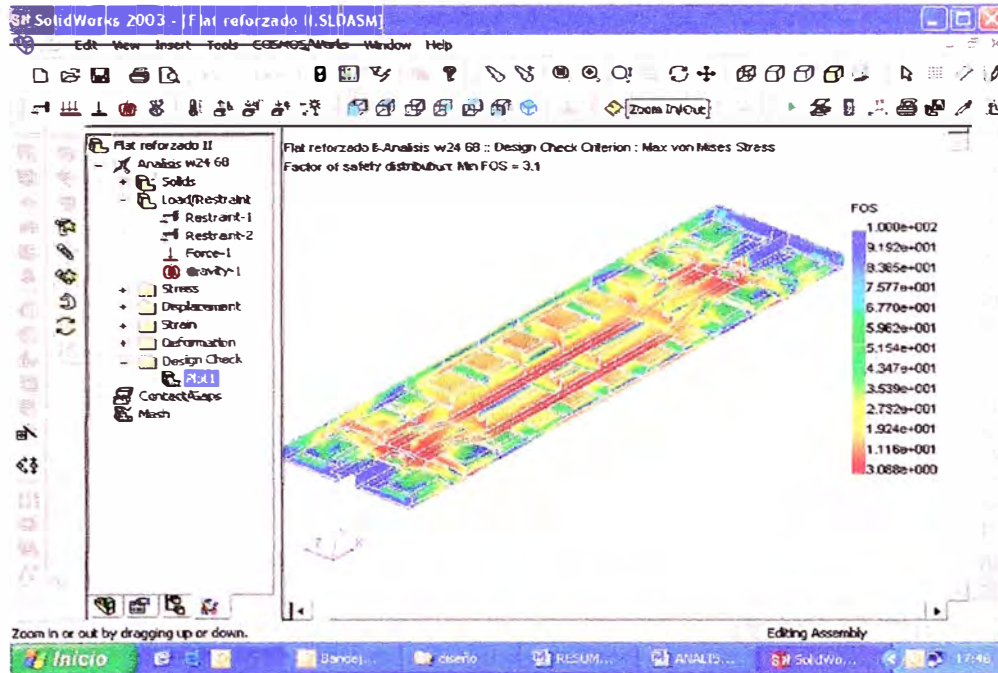 SolidWorks 2003 - [Flat reforzado II.SLDASM]
Edit View Insert Tools COSMOSWorks Window Help
Zoom In/Out
Flat reforzado II
Analisis w24 68
Solids
Load/Restraint
Restraint-1
Restraint-2
Force-1
Gravity-1
Stress
Displacement
Strain
Deformation
Design Check
Plot1
Contact/Gaps
Mesh
Flat reforzado II-Analisis w24 68 :: Design Check Criterion : Max von Mises Stress
Factor of safety distribution: Min FOS = 3.1
FOS
1.000e+002
9.192e+001
8.385e+001
7.577e+001
6.770e+001
5.962e+001
5.154e+001
4.347e+001
3.539e+001
2.732e+001
1.924e+001
1.116e+001
3.088e+000
Z X
Zoom in or out by dragging up or down.
Editing Assembly
Inicio
Bandej...
diseño
RESUM...
ANALIS...
SolidWo...
17:46